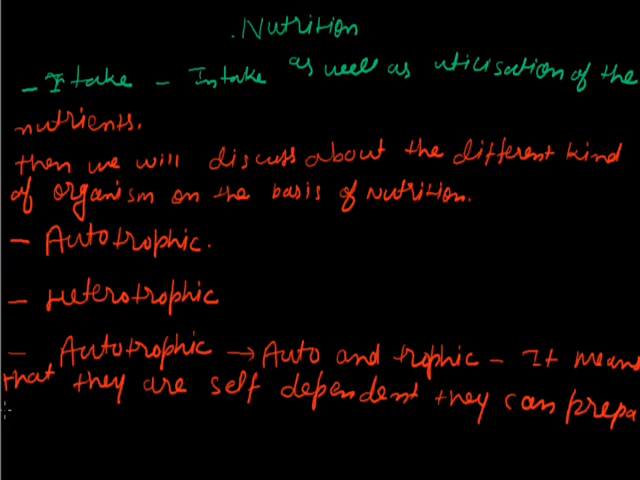 .Nutrition
- Itake - Intake as well as utilisation of the
nutrients.
then we will discuss about the different kind
of organism on the basis of Nutrition.
- Autotrophic.
- Heterotrophic
- Autotrophic → Auto and trophic - It means
that they are self dependent they can prepa